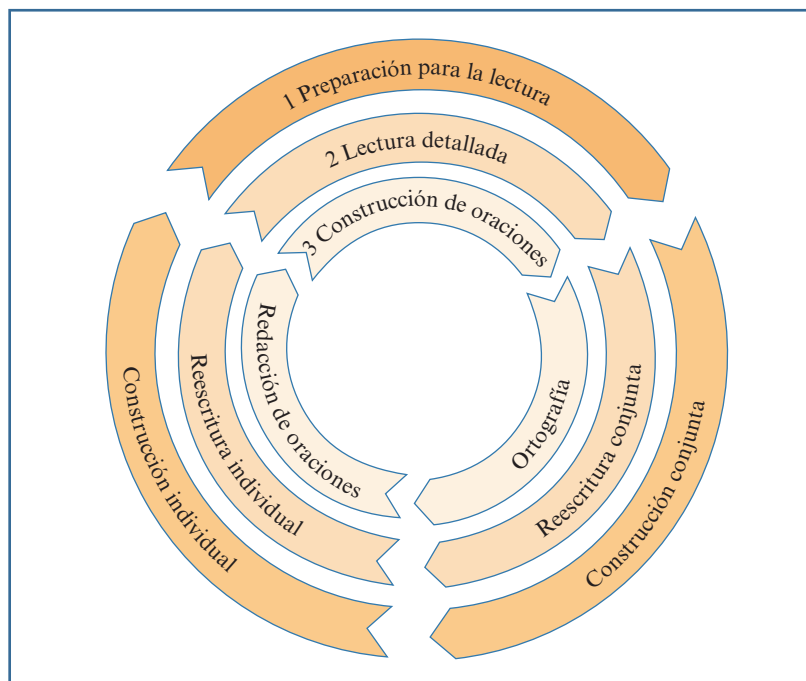 1 Preparación para la lectura
2 Lectura detallada
3 Construcción de oraciones
Construcción individual
Reescritura individual
Redacción de oraciones
Ortografía
Reescritura conjunta
Construcción conjunta